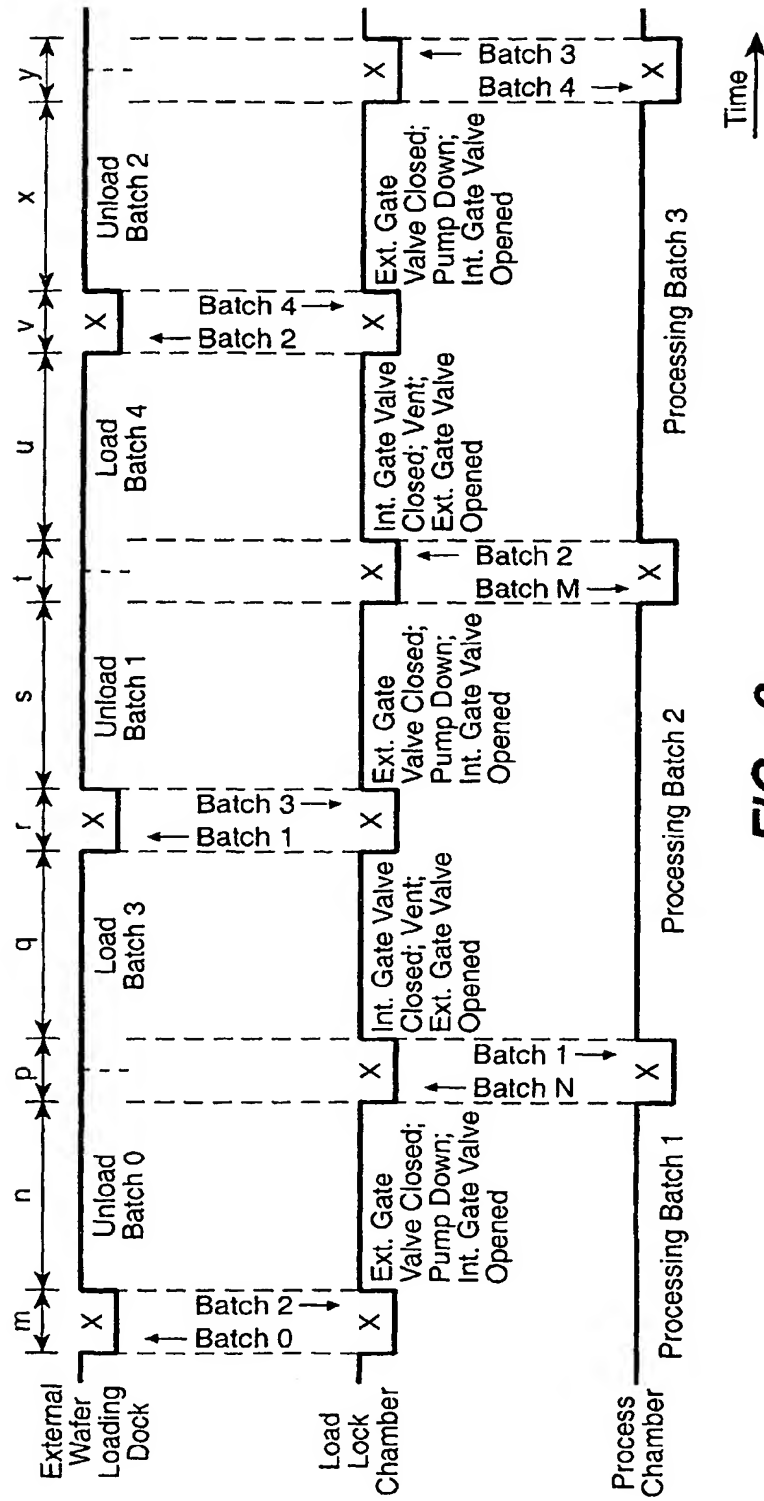 m n p q r s t u v x y
External
Wafer
Loading
Dock
X
Unload
Batch 0
Load
Batch 3
X
Unload
Batch 1
Load
Batch 4
X
Unload
Batch 2
Batch 2
Batch 0
Batch 3
Batch 1
Batch 4
Batch 2
Load
Lock
Chamber
X
Ext. Gate
Valve Closed;
Pump Down;
Int. Gate Valve
Opened
X
Int. Gate Valve
Closed; Vent;
Ext. Gate Valve
Opened
X
Ext. Gate
Valve Closed;
Pump Down;
Int. Gate Valve
Opened
X
Int. Gate Valve
Closed; Vent;
Ext. Gate Valve
Opened
X
Ext. Gate
Valve Closed;
Pump Down;
Int. Gate Valve
Opened
X
Batch 1
Batch N
Batch 2
Batch M
Batch 3
Batch 4
Process
Chamber
Processing Batch 1
X
Processing Batch 2
X
Processing Batch 3
X
Time
FIG